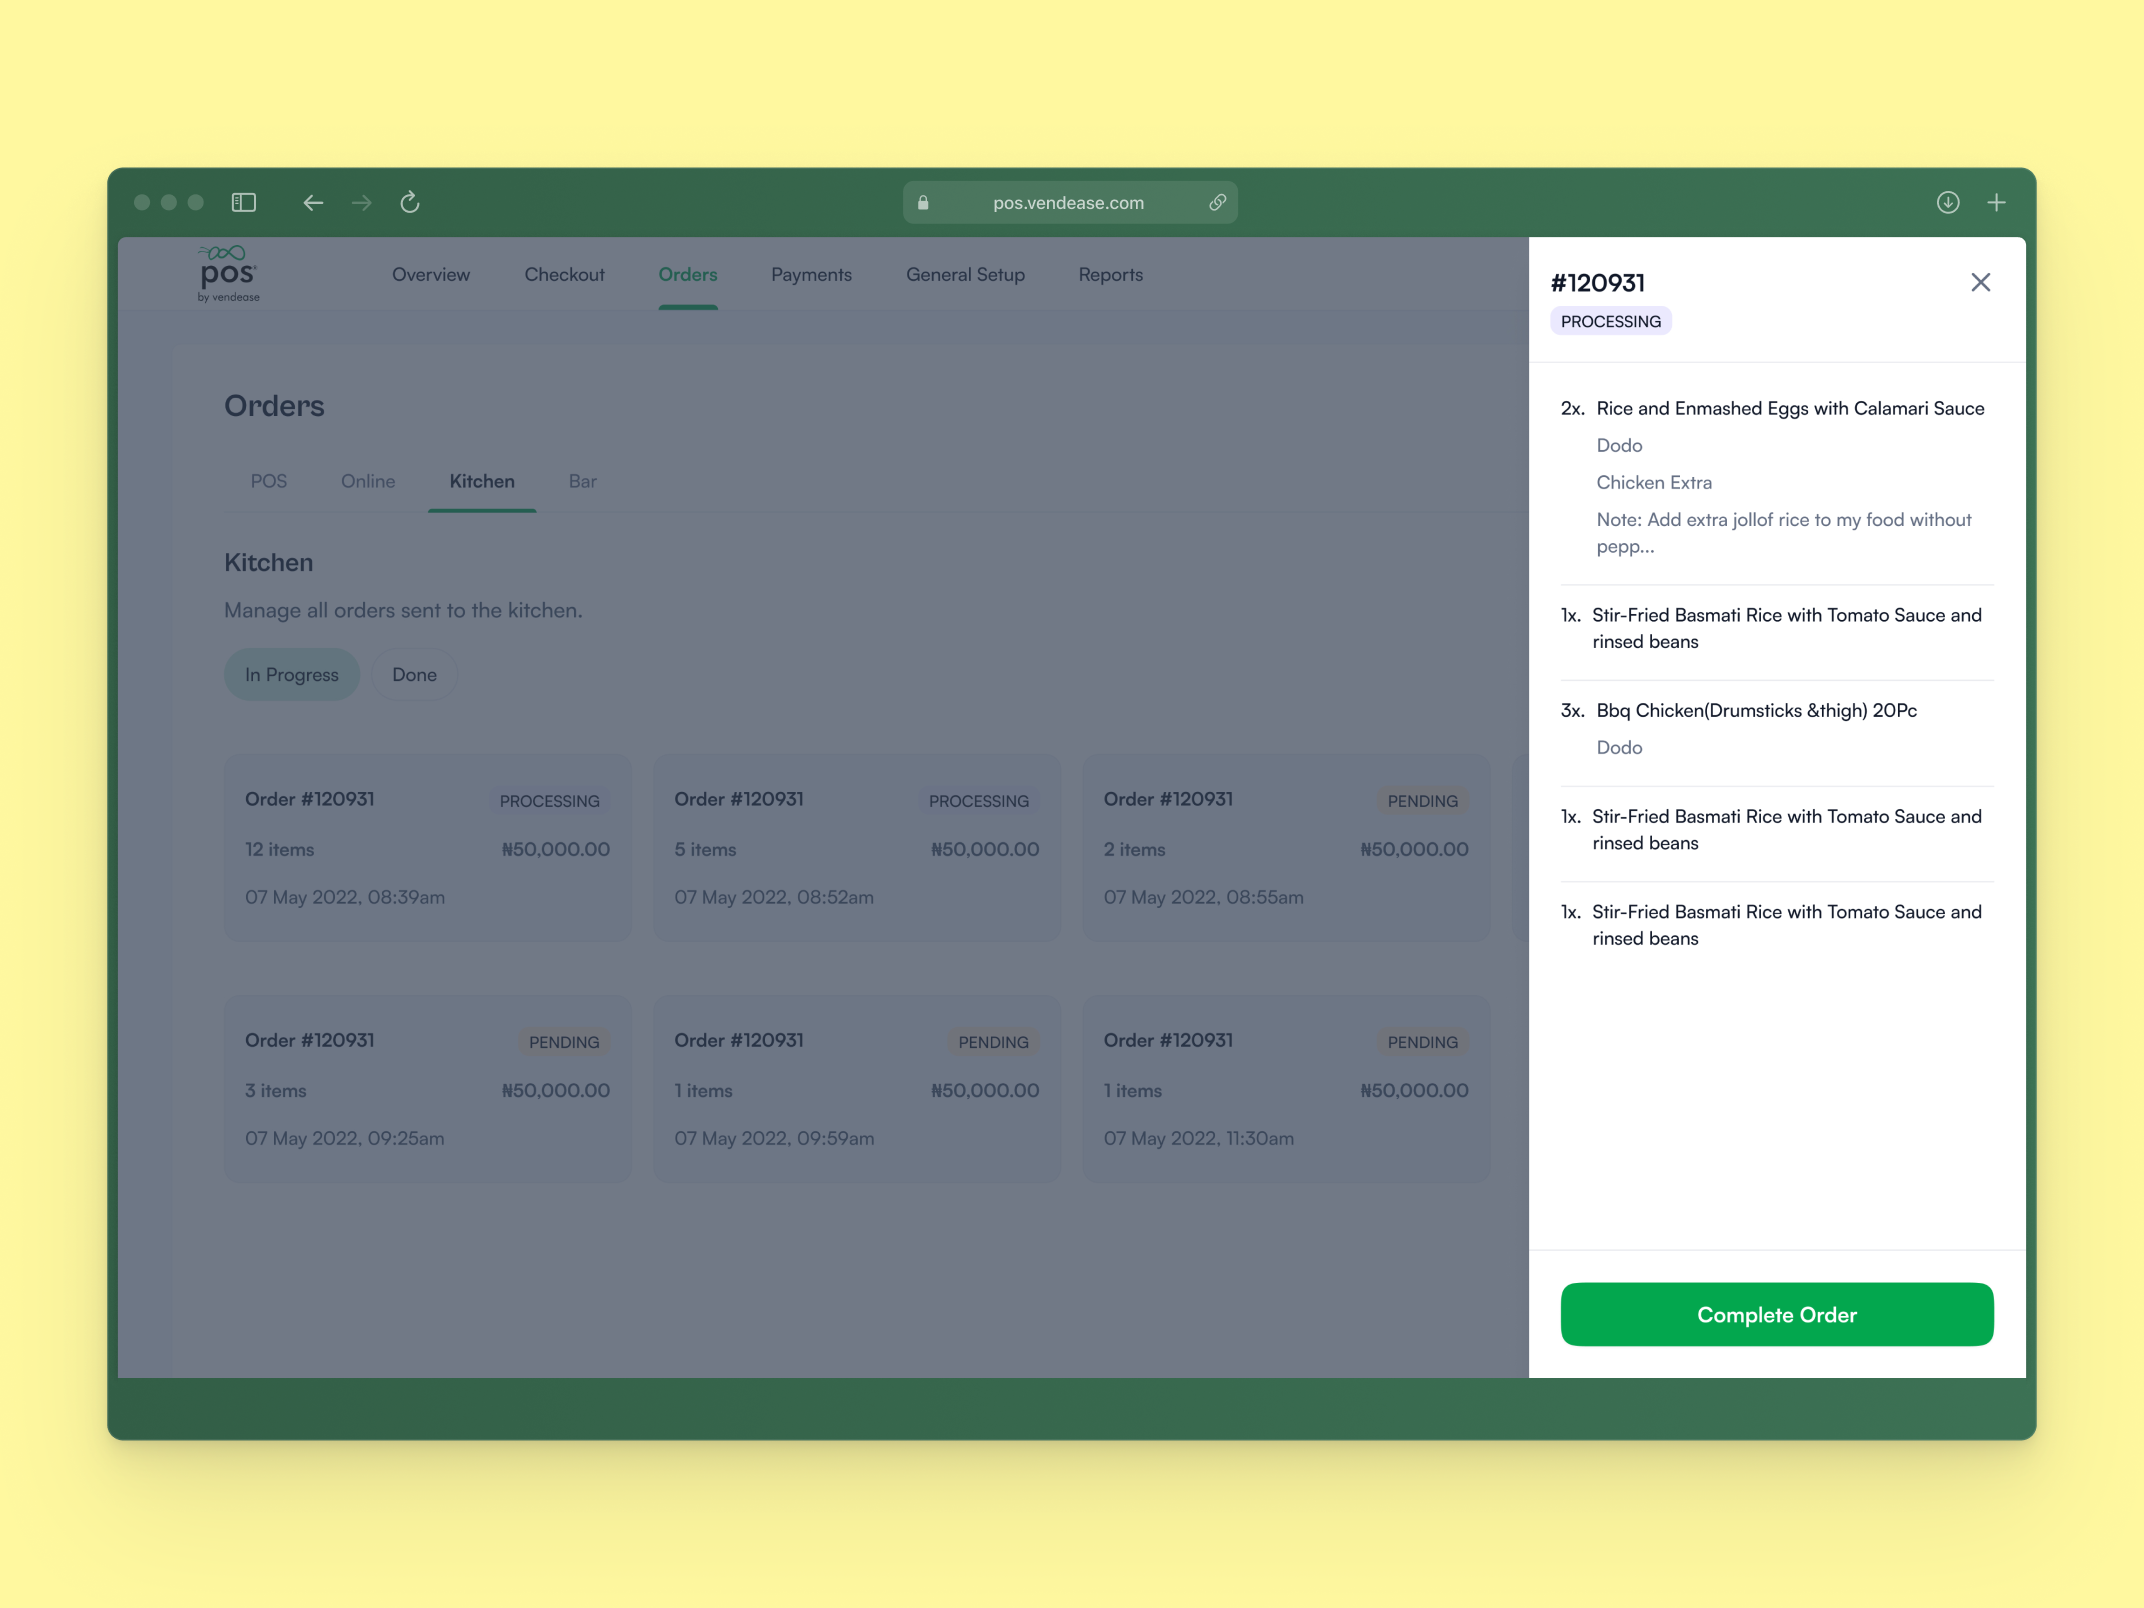 pos.vendease.com
pos
by vendease
Overview
Checkout
Orders
Payments
General Setup
Reports
Orders
POS
Online
Kitchen
Bar
Kitchen
Manage all orders sent to the kitchen.
In Progress
Done
Order #120931
PROCESSING
12 items
₦50,000.00
07 May 2022, 08:39am
Order #120931
PROCESSING
5 items
₦50,000.00
07 May 2022, 08:52am
Order #120931
PENDING
2 items
₦50,000.00
07 May 2022, 08:55am
Order #120931
PENDING
3 items
₦50,000.00
07 May 2022, 09:25am
Order #120931
PENDING
1 items
₦50,000.00
07 May 2022, 09:59am
Order #120931
PENDING
1 items
₦50,000.00
07 May 2022, 11:30am
#120931
PROCESSING
2x. Rice and Enmashed Eggs with Calamari Sauce
Dodo
Chicken Extra
Note: Add extra jollof rice to my food without
pepp...
1x. Stir-Fried Basmati Rice with Tomato Sauce and
rinsed beans
3x. Bbq Chicken(Drumsticks &thigh) 20Pc
Dodo
1x. Stir-Fried Basmati Rice with Tomato Sauce and
rinsed beans
1x. Stir-Fried Basmati Rice with Tomato Sauce and
rinsed beans
Complete Order